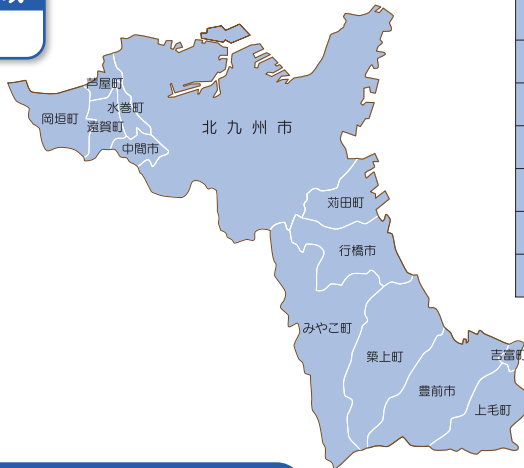 芦屋町
水巻町
岡垣町
遠賀町
中間市
北九州市
苅田町
行橋市
みやこ町
築上町
吉富町
豊前市
上毛町